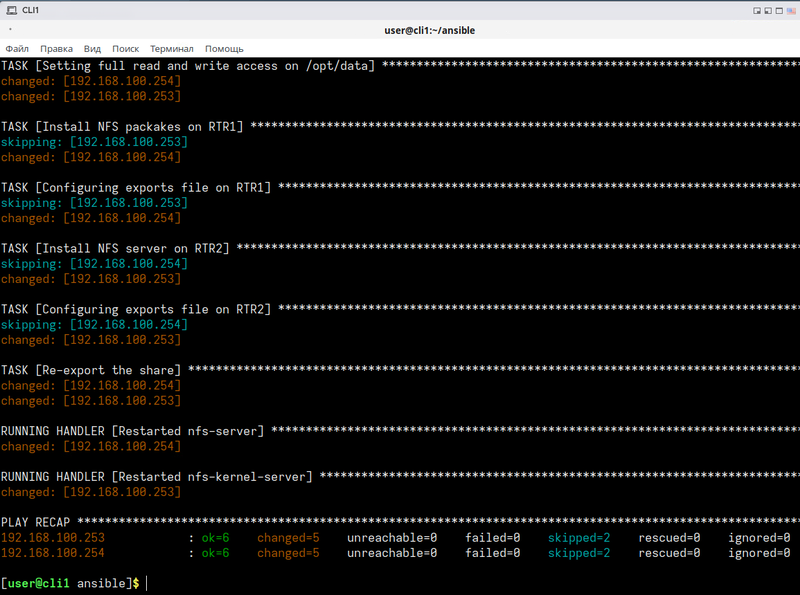 CLI1
user@cli1:~/ansible
Файл Правка Вид Поиск Терминал Помощь
TASK [Setting full read and write access on /opt/data] *************************************************************
changed: [192.168.100.254]
changed: [192.168.100.253]
TASK [Install NFS packakes on RTR1] ********************************************************************************
skipping: [192.168.100.253]
changed: [192.168.100.254]
TASK [Configuring exports file on RTR1] ****************************************************************************
skipping: [192.168.100.253]
changed: [192.168.100.254]
TASK [Install NFS server on RTR2] **********************************************************************************
skipping: [192.168.100.254]
changed: [192.168.100.253]
TASK [Configuring exports file on RTR2] ****************************************************************************
skipping: [192.168.100.254]
changed: [192.168.100.253]
TASK [Re-export the share] *****************************************************************************************
changed: [192.168.100.254]
changed: [192.168.100.253]
RUNNING HANDLER [Restarted nfs-server] *****************************************************************************
changed: [192.168.100.254]
RUNNING HANDLER [Restarted nfs-kernel-server] **********************************************************************
changed: [192.168.100.253]
PLAY RECAP *********************************************************************************************************
192.168.100.253 : ok=6 changed=5 unreachable=0 failed=0 skipped=2 rescued=0 ignored=0
192.168.100.254 : ok=6 changed=5 unreachable=0 failed=0 skipped=2 rescued=0 ignored=0
[user@cli1 ansible]$